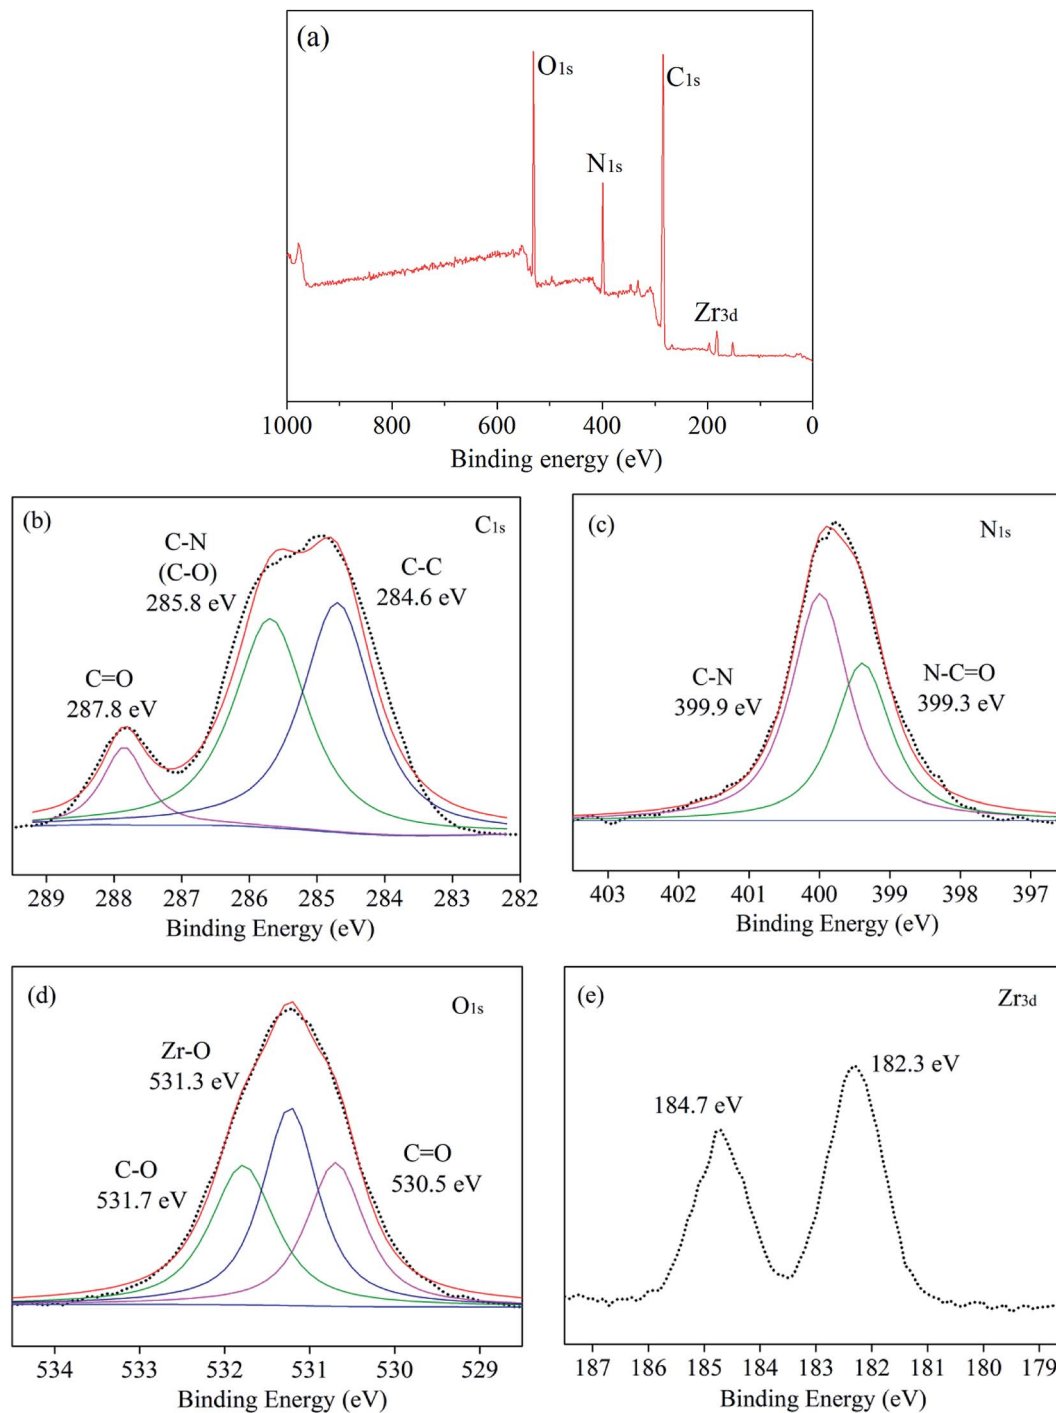 (a)
O1s
C1s
N1s
Zr3d
1000 800 600 400 200 0
Binding energy (eV)
(b)
C1s
C-N
(C-O)
285.8 eV
C-C
284.6 eV
C=O
287.8 eV
289 288 287 286 285 284 283 282
Binding Energy (eV)
(c)
N1s
C-N
399.9 eV
N-C=O
399.3 eV
403 402 401 400 399 398 397
Binding Energy (eV)
(d)
O1s
Zr-O
531.3 eV
C-O
531.7 eV
C=O
530.5 eV
534 533 532 531 530 529
Binding Energy (eV)
(e)
Zr3d
182.3 eV
184.7 eV
187 186 185 184 183 182 181 180 179
Binding Energy (eV)